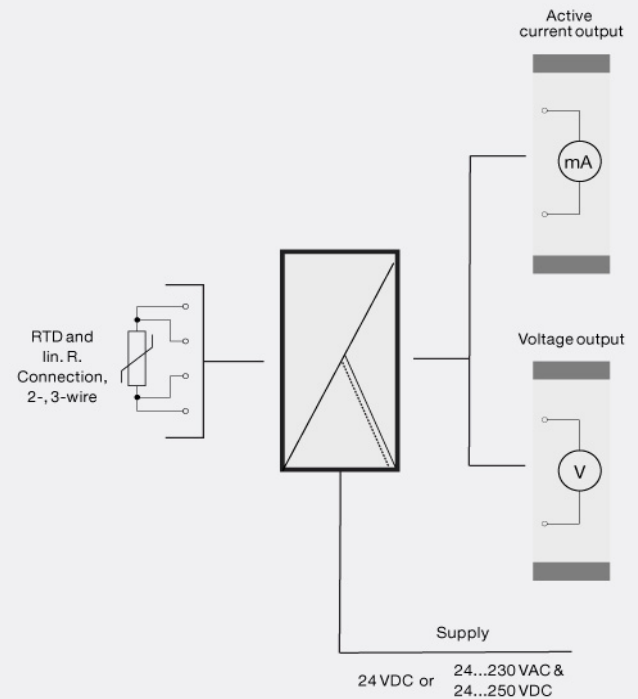 Active
current output
mA
RTD and
lin. R.
Connection,
2-, 3-wire
Voltage output
V
Supply
24 VDC or
24...230 VAC &
24...250 VDC